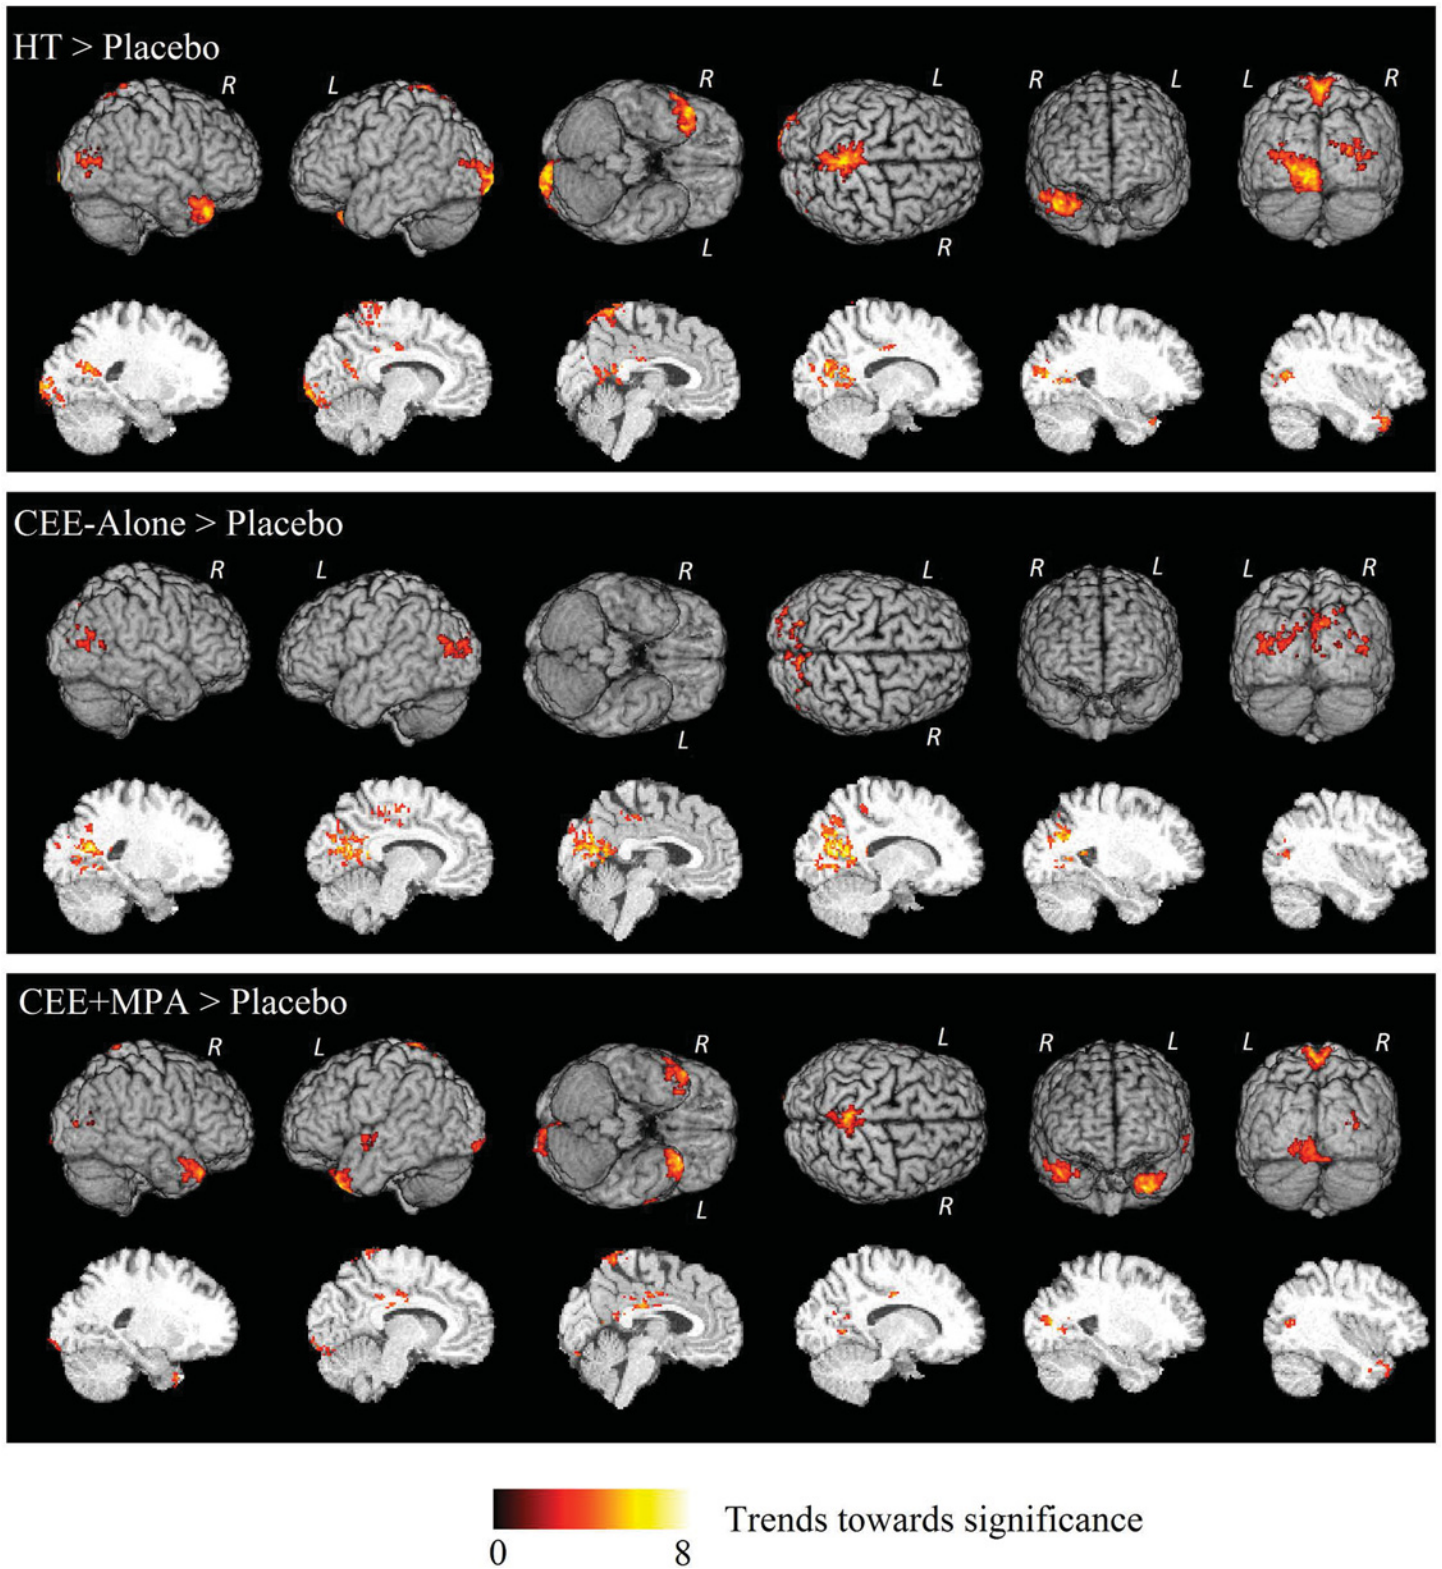 HT > Placebo
R L R L R L L R
L R
CEE-Alone > Placebo
R L R L R L L R
L R
CEE+MPA > Placebo
R L R L R L L R
L R
Trends towards significance
0 8